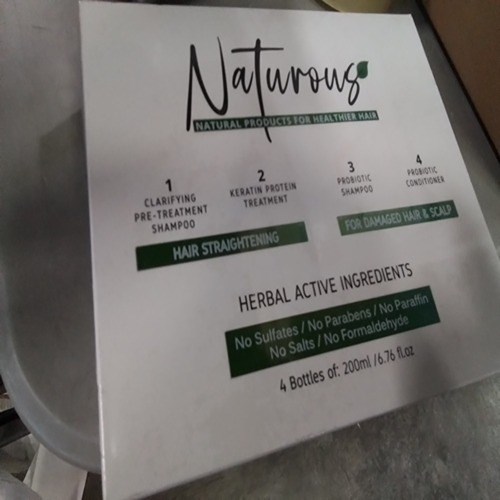 Naturous
NATURAL PRODUCTS FOR HEALTHIER HAIR
1
CLARIFYING
PRE-TREATMENT
SHAMPOO
2
KERATIN PROTEIN
TREATMENT
3
PROBIOTIC
SHAMPOO
4
PROBIOTIC
CONDITIONER
HAIR STRAIGHTENING
FOR DAMAGED HAIR & SCALP
HERBAL ACTIVE INGREDIENTS
No Sulfates / No Parabens / No Paraffin
No Salts / No Formaldehyde
4 Bottles of: 200ml /6.76 fl.oz